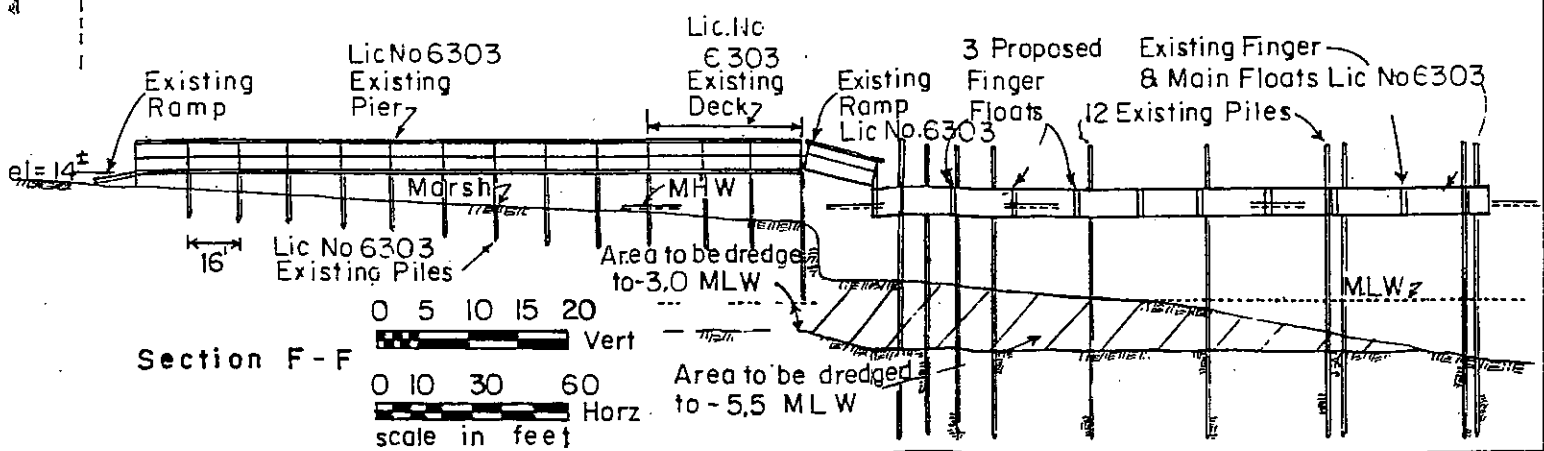 Lic.No
€303
Existing
Deck
Lic No 6303
Existing
Pier
Existing
Ramp
Existing
Ramp
Lic No. 6303
3 Proposed
Finger
Floats
Existing Finger
& Main Floats Lic No €303
12 Existing Piles
el = 14±
Marsh
MHW
16'
Lic No 6303
Existing Piles
Area to be dredge
to-3.0 MLW
MLW
0 5 10 15 20
Vert
Section F-F
0 10 30 60
Horz
scale in feet
Area to be dredged
to -5.5 MLW